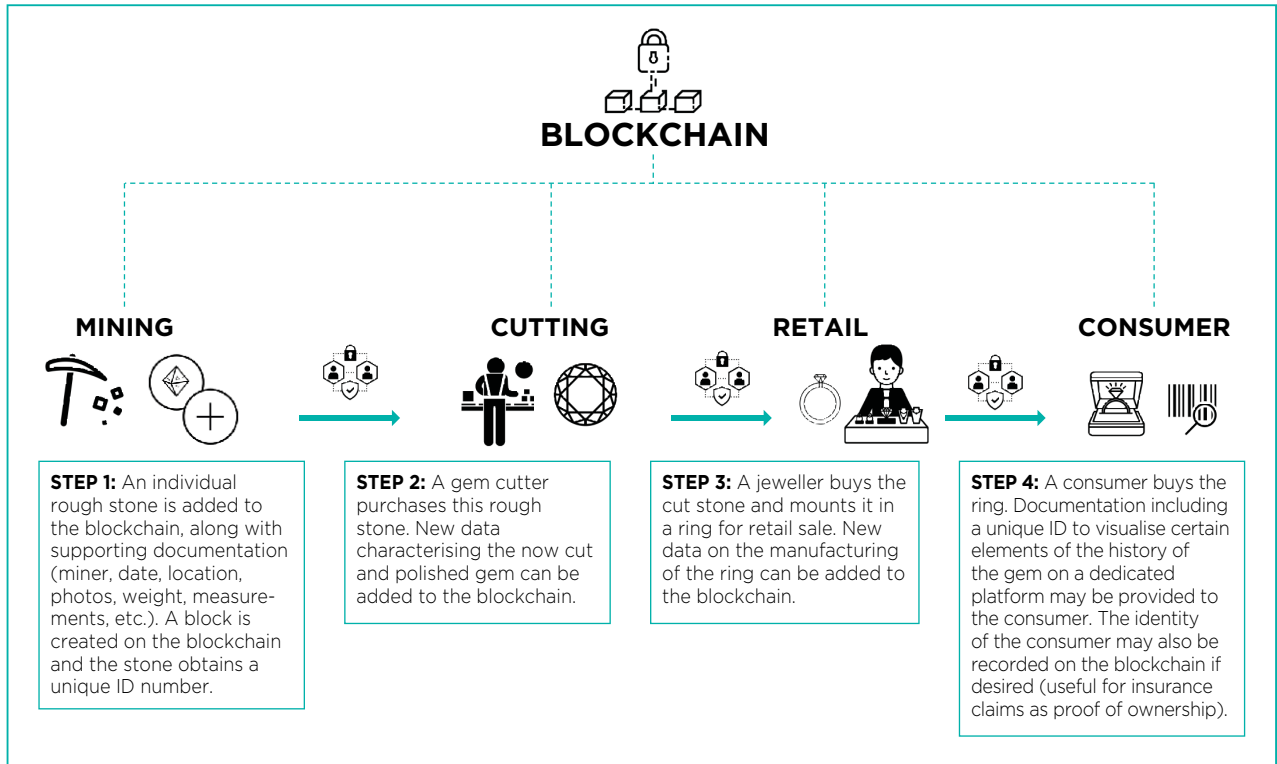 BLOCKCHAIN
MINING
CUTTING
RETAIL
CONSUMER
STEP 1: An individual
rough stone is added to
the blockchain, along with
supporting documentation
(miner, date, location,
photos, weight, measure-
ments, etc.). A block is
created on the blockchain
and the stone obtains a
unique ID number.
STEP 2: A gem cutter
purchases this rough
stone. New data
characterising the now cut
and polished gem can be
added to the blockchain.
STEP 3: A jeweller buys the
cut stone and mounts it in
a ring for retail sale. New
data on the manufacturing
of the ring can be added to
the blockchain.
STEP 4: A consumer buys the
ring. Documentation including
a unique ID to visualise certain
elements of the history of
the gem on a dedicated
platform may be provided to
the consumer. The identity
of the consumer may also be
recorded on the blockchain if
desired (useful for insurance
claims as proof of ownership).